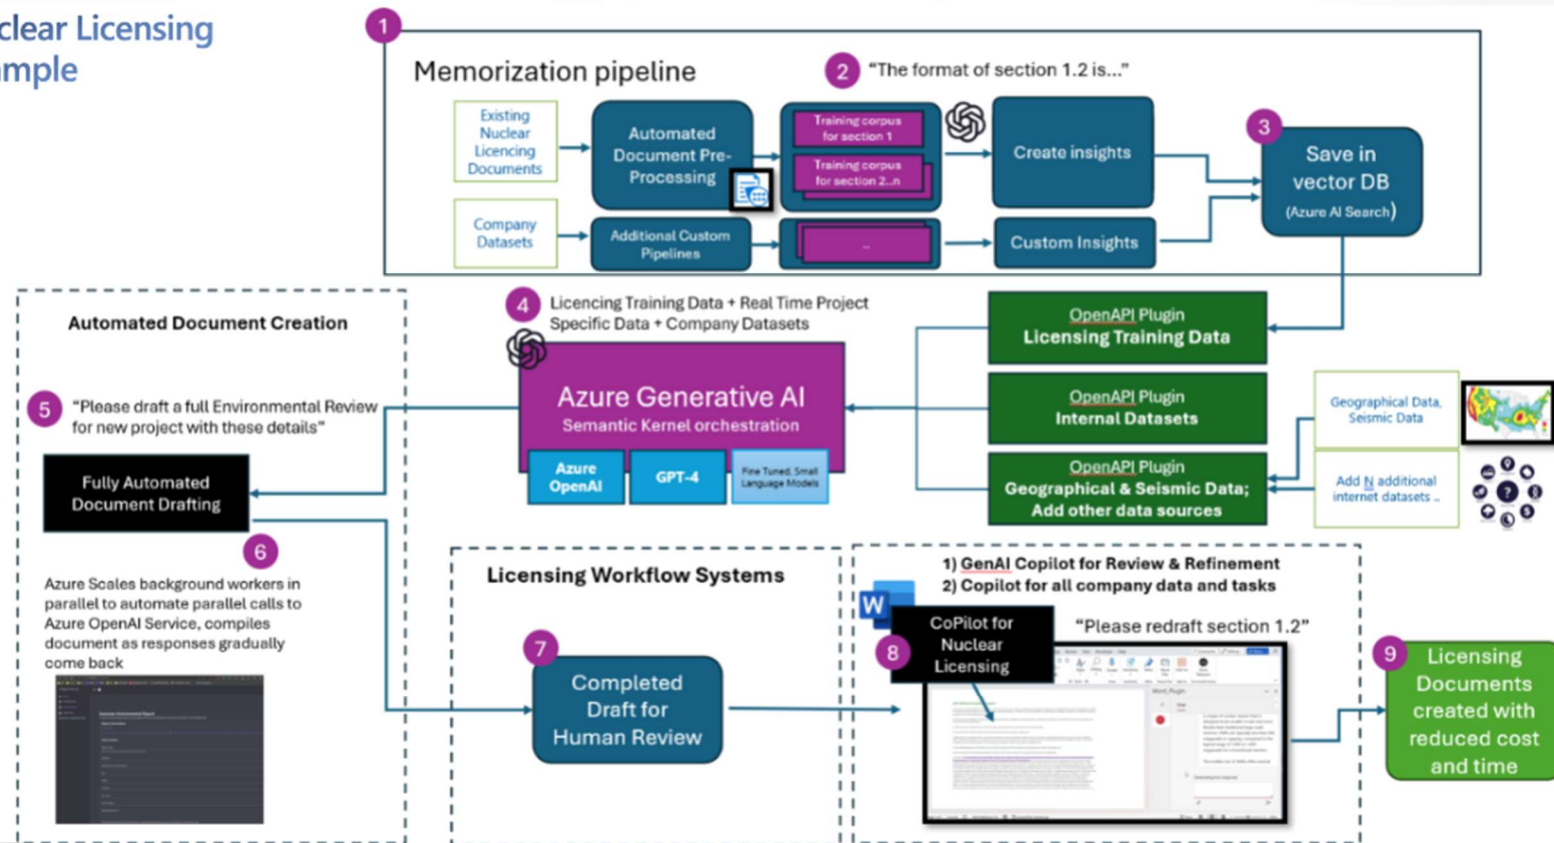 clear Licensing
ample
1
Memorization pipeline
2
“The format of section 1.2 is...”
Existing
Nuclear
Licencing
Documents
Automated
Document Pre-
Processing
Training corpus
for section 1
Training corpus
for section 2..n
Create insights
3
Save in
vector DB
(Azure AI Search)
Company
Datasets
Additional Custom
Pipelines
..
Custom Insights
Automated Document Creation
4
Licencing Training Data + Real Time Project
Specific Data + Company Datasets
OpenAPI Plugin
Licensing Training Data
5
“Please draft a full Environmental Review
for new project with these details”
Azure Generative AI
Semantic Kernel orchestration
Azure
OpenAI
GPT-4
Fine Tuned, Small
Language Models
OpenAPI Plugin
Internal Datasets
Geographical Data,
Seismic Data
OpenAPI Plugin
Geographical & Seismic Data;
Add other data sources
Add N additional
internet datasets ..
?
Fully Automated
Document Drafting
6
Azure Scales background workers in
parallel to automate parallel calls to
Azure OpenAI Service, compiles
document as responses gradually
come back
Licensing Workflow Systems
7
Completed
Draft for
Human Review
1) GenAI Copilot for Review & Refinement
2) Copilot for all company data and tasks
W
CoPilot for
Nuclear
Licensing
8
“Please redraft section 1.2”
Word_Plugin
9
Licensing
Documents
created with
reduced cost
and time